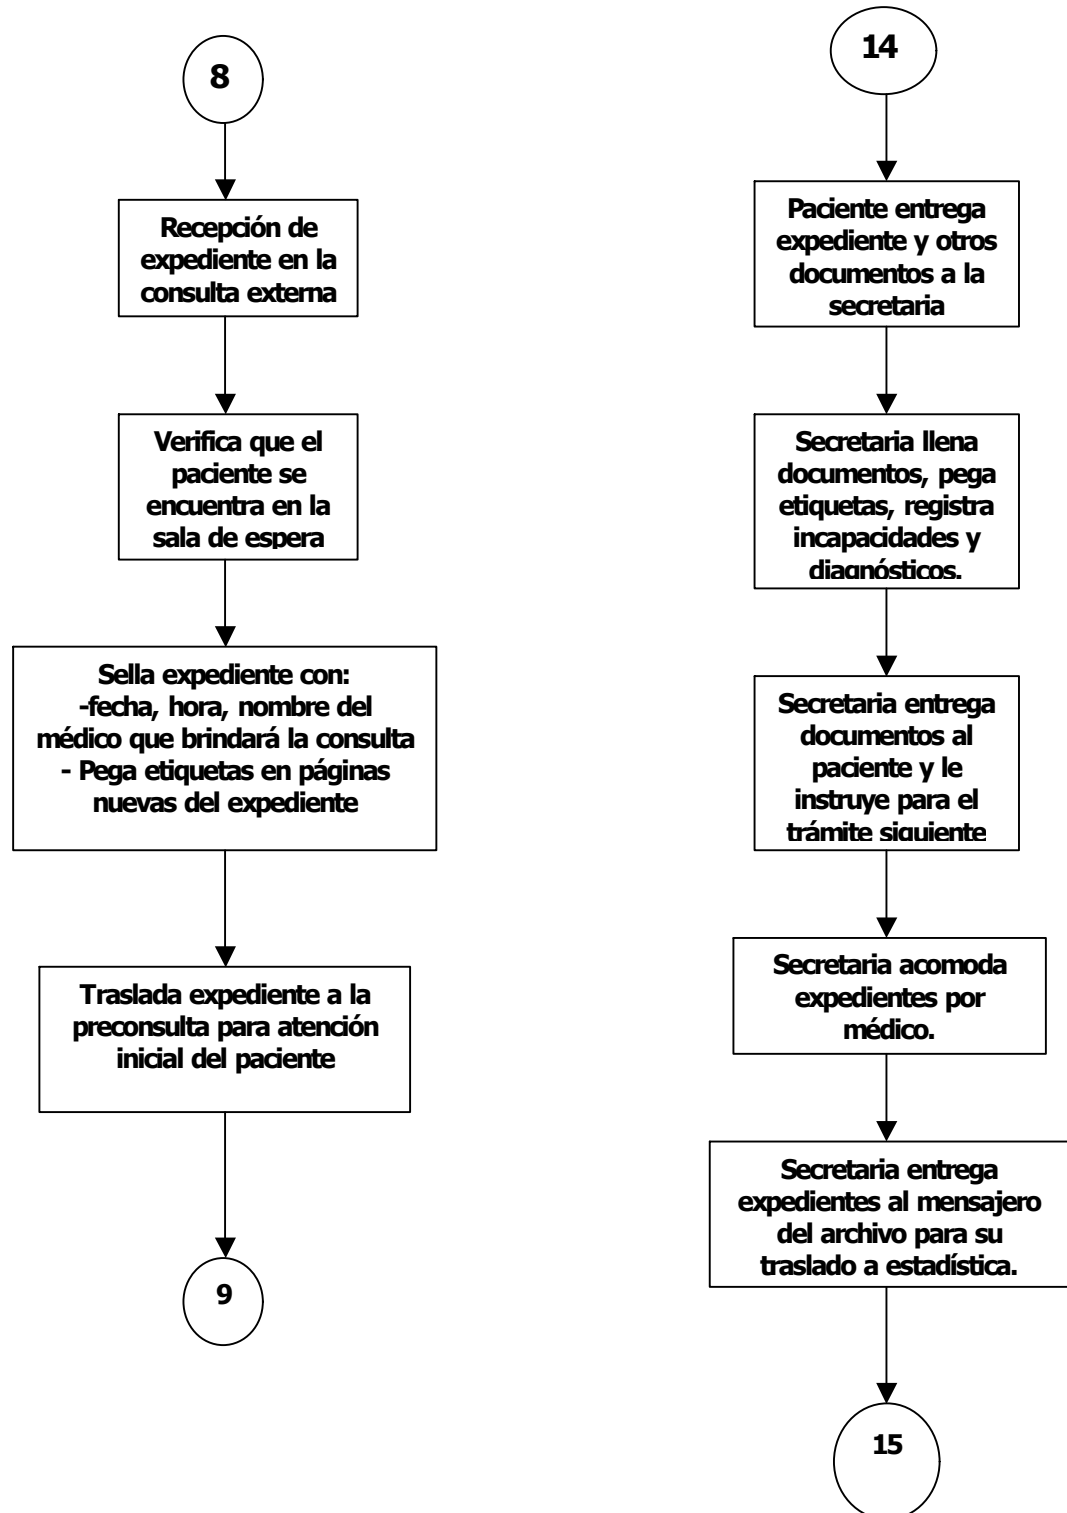 8
Recepción de
expediente en la
consulta externa
Verifica que el
paciente se
encuentra en la
sala de espera
Sella expediente con:
-fecha, hora, nombre del
médico que brindará la consulta
- Pega etiquetas en páginas
nuevas del expediente
Traslada expediente a la
preconsulta para atención
inicial del paciente
9
14
Paciente entrega
expediente y otros
documentos a la
secretaria
Secretaria llena
documentos, pega
etiquetas, registra
incapacidades y
diagnósticos.
Secretaria entrega
documentos al
paciente y le
instruye para el
trámite siguiente
Secretaria acomoda
expedientes por
médico.
Secretaria entrega
expedientes al mensajero
del archivo para su
traslado a estadística.
15